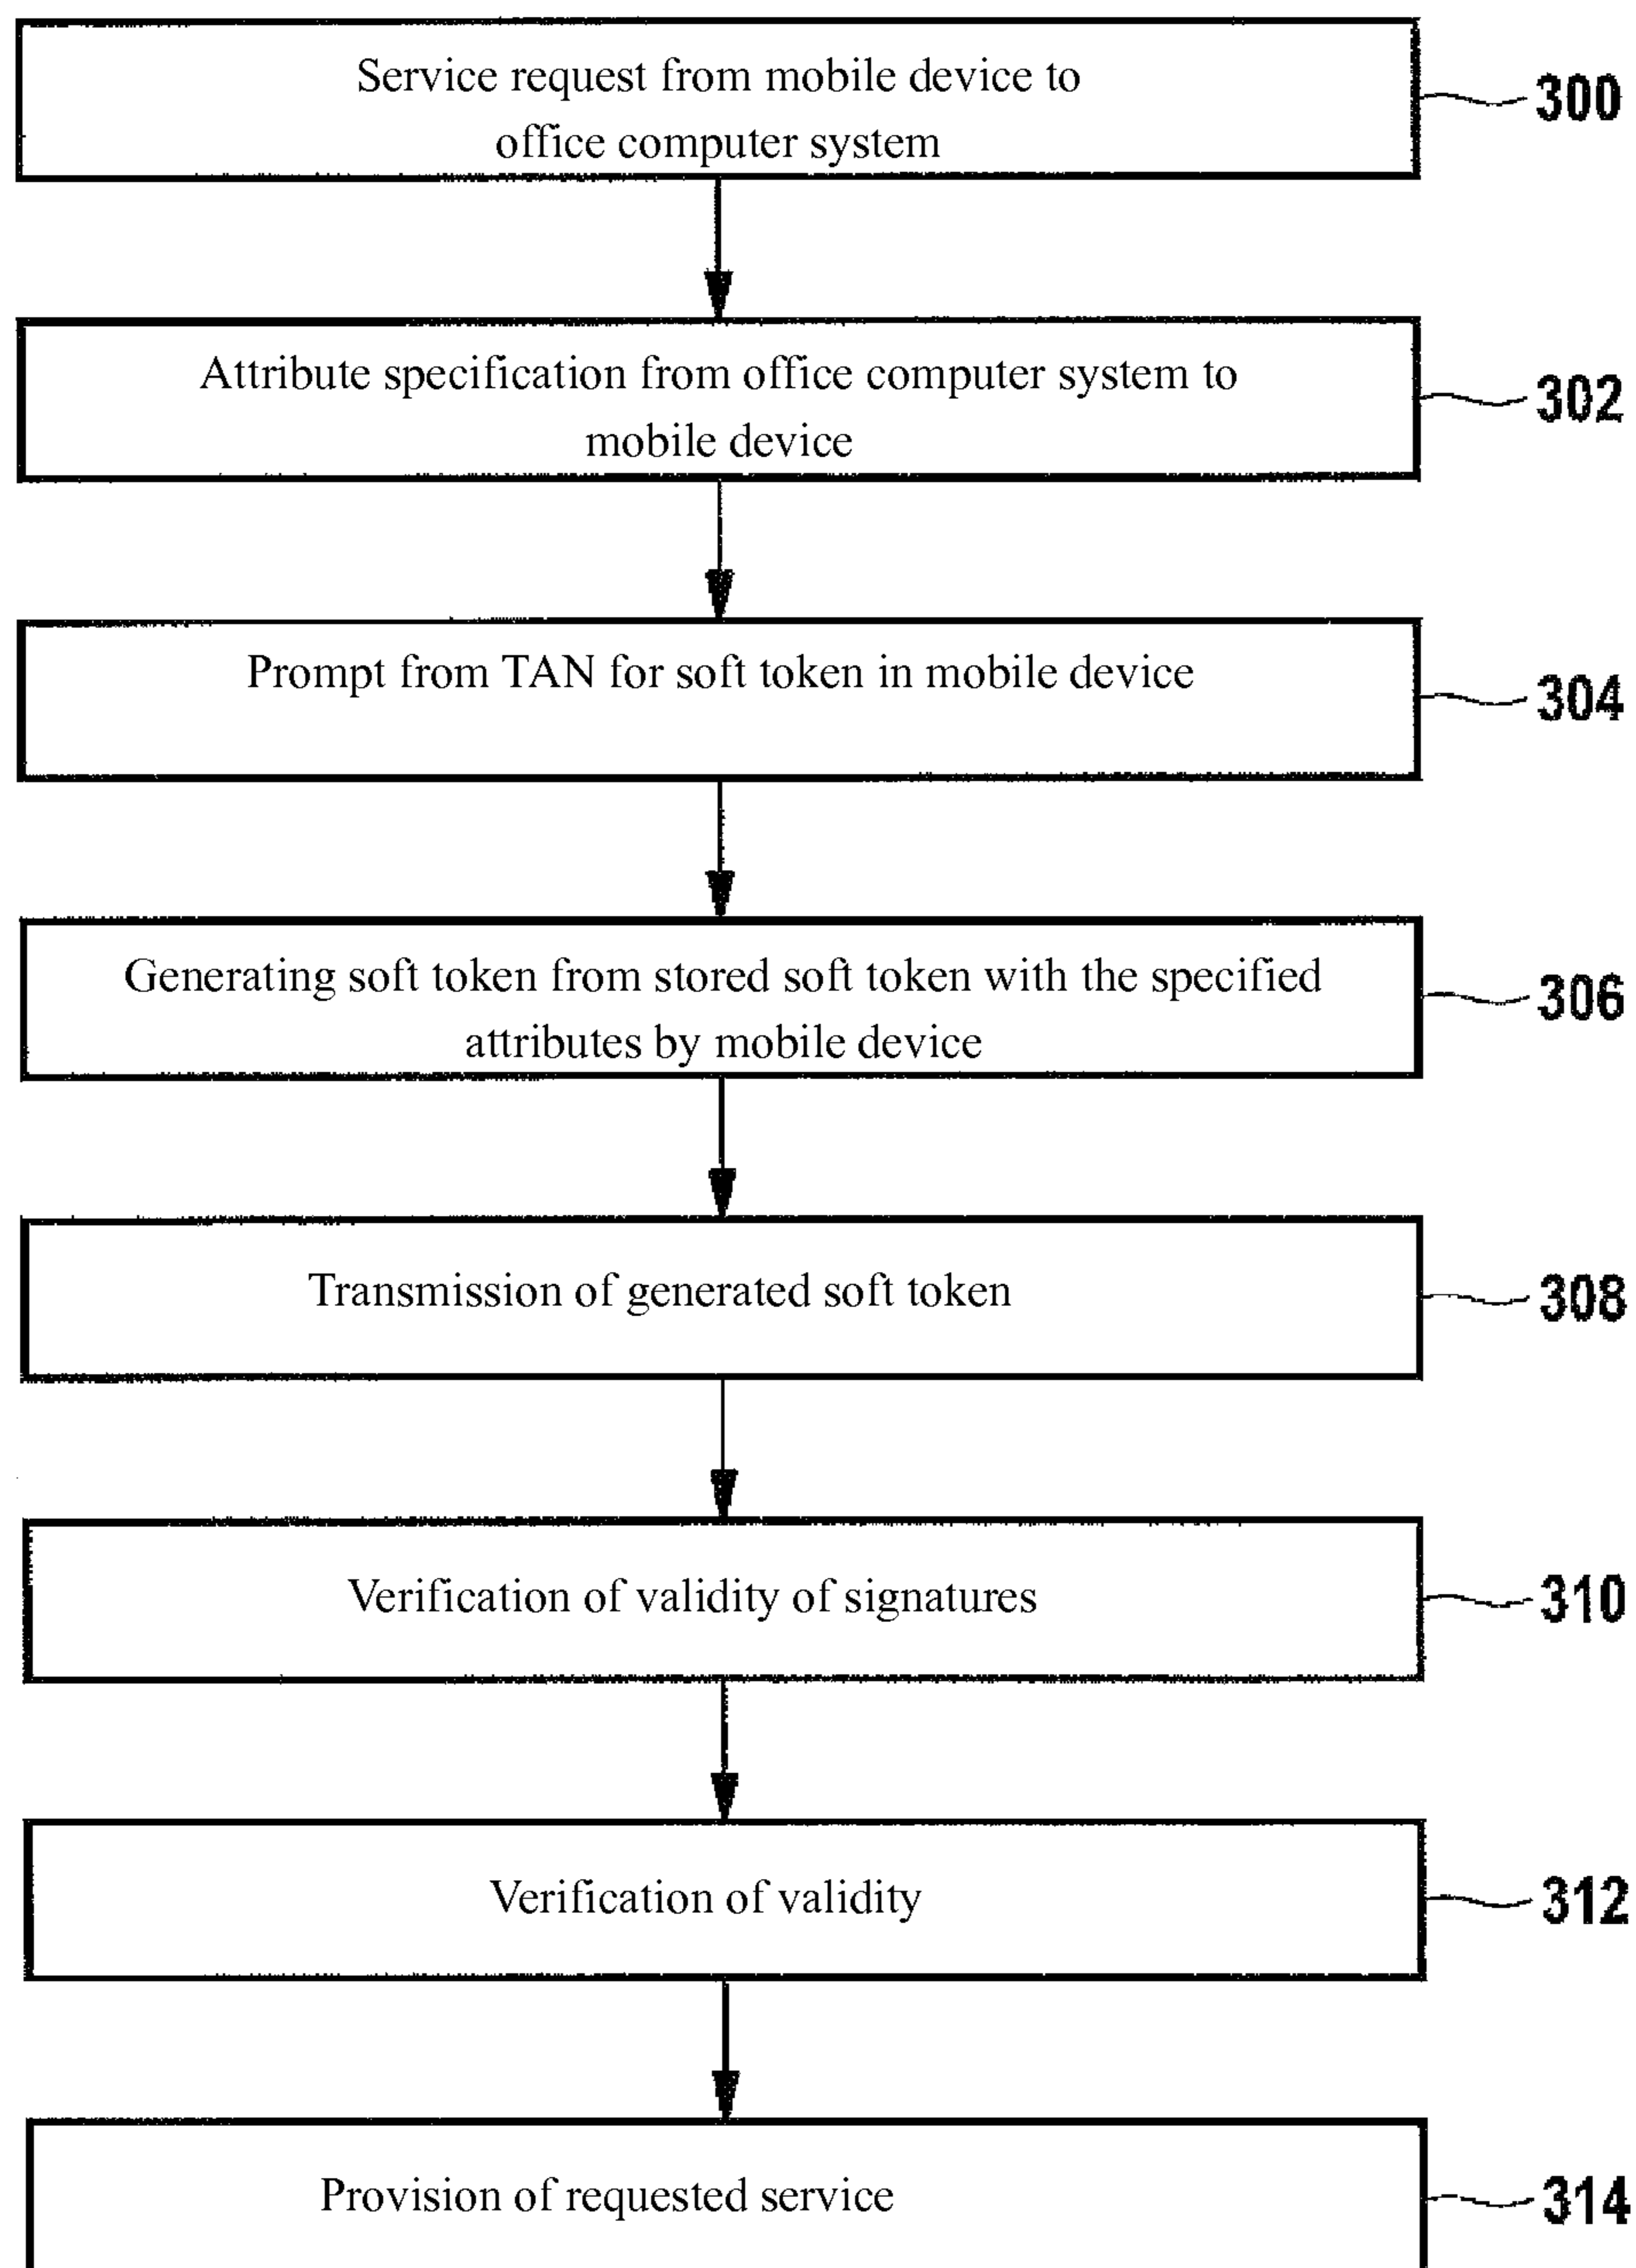 Service request from mobile device to
office computer system
300
Attribute specification from office computer system to
mobile device
302
Prompt from TAN for soft token in mobile device
304
Generating soft token from stored soft token with the specified
attributes by mobile device
306
Transmission of generated soft token
308
Verification of validity of signatures
310
Verification of validity
312
Provision of requested service
314